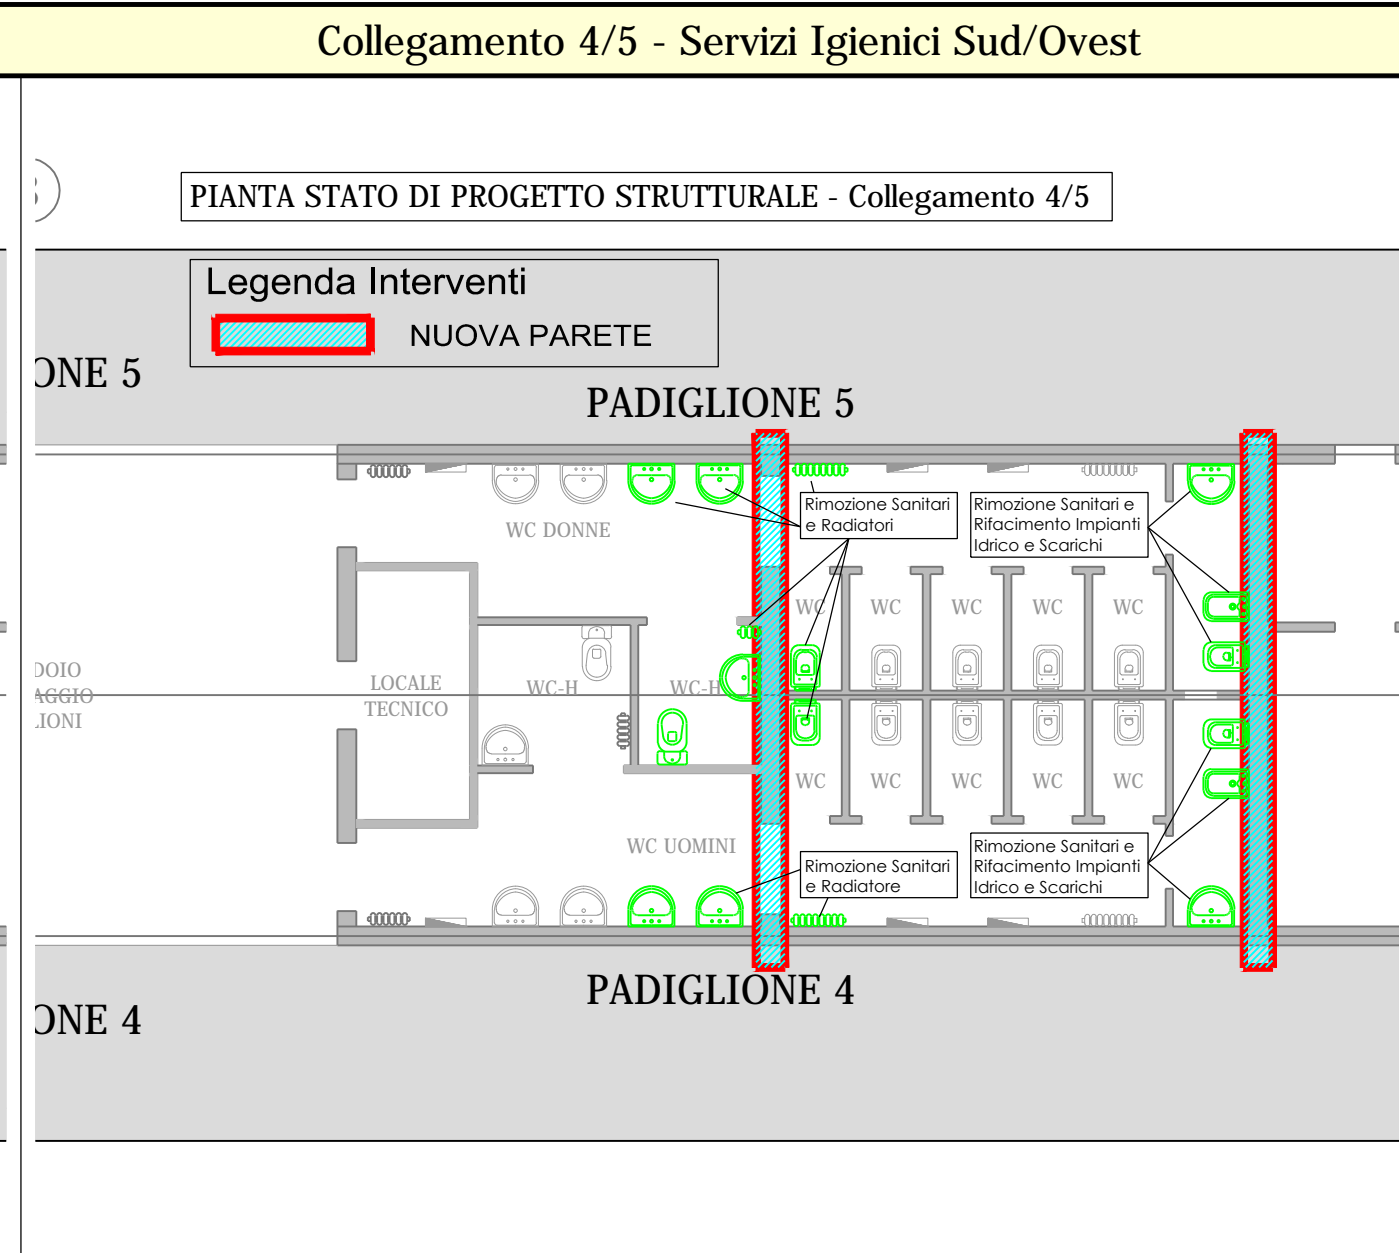 Collegamento 4/5 - Servizi Igienici Sud/Ovest
PIANTA STATO DI PROGETTO STRUTTURALE - Collegamento 4/5
Legenda Interventi
NUOVA PARETE
ONE 5
PADIGLIONE 5
Rimozione Sanitari
e Radiatori
Rimozione Sanitari e
Rifacimento Impianti
Idrico e Scarichi
WC DONNE
WC
WC
WC
WC
WC
DOIO
AGGIO
LIONI
LOCALE
TECNICO
WC-H
WC-H
WC
WC
WC
WC
WC
WC UOMINI
Rimozione Sanitari
e Radiatore
Rimozione Sanitari e
Rifacimento Impianti
Idrico e Scarichi
PADIGLIONE 4
ONE 4